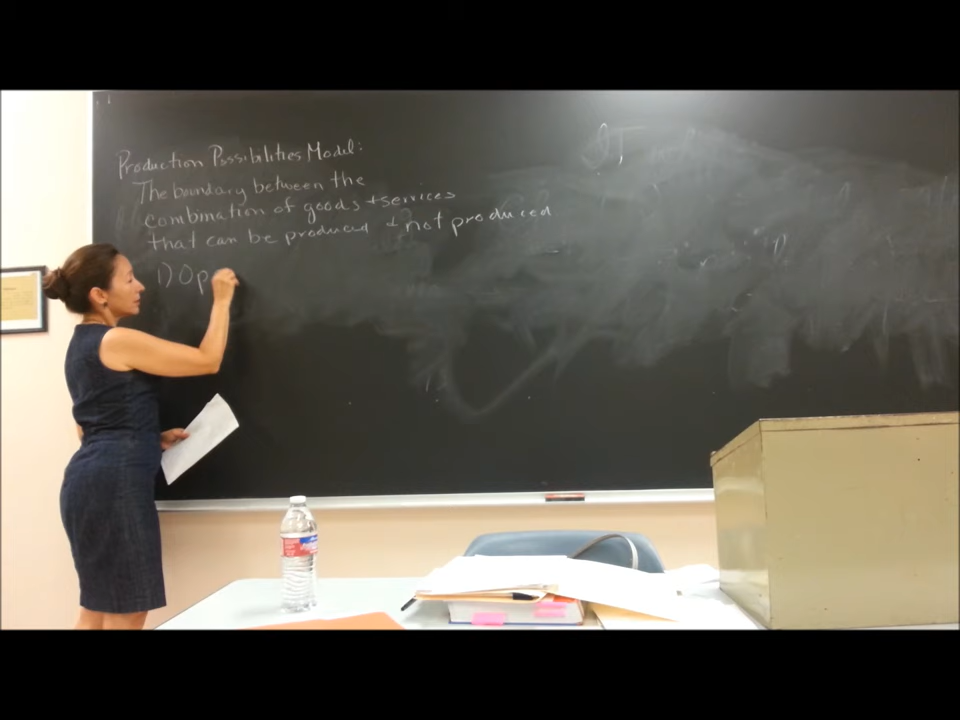 Production Possibilities Model:
The boundary between the
combination of goods + services
that can be produced + not produced
1) Op